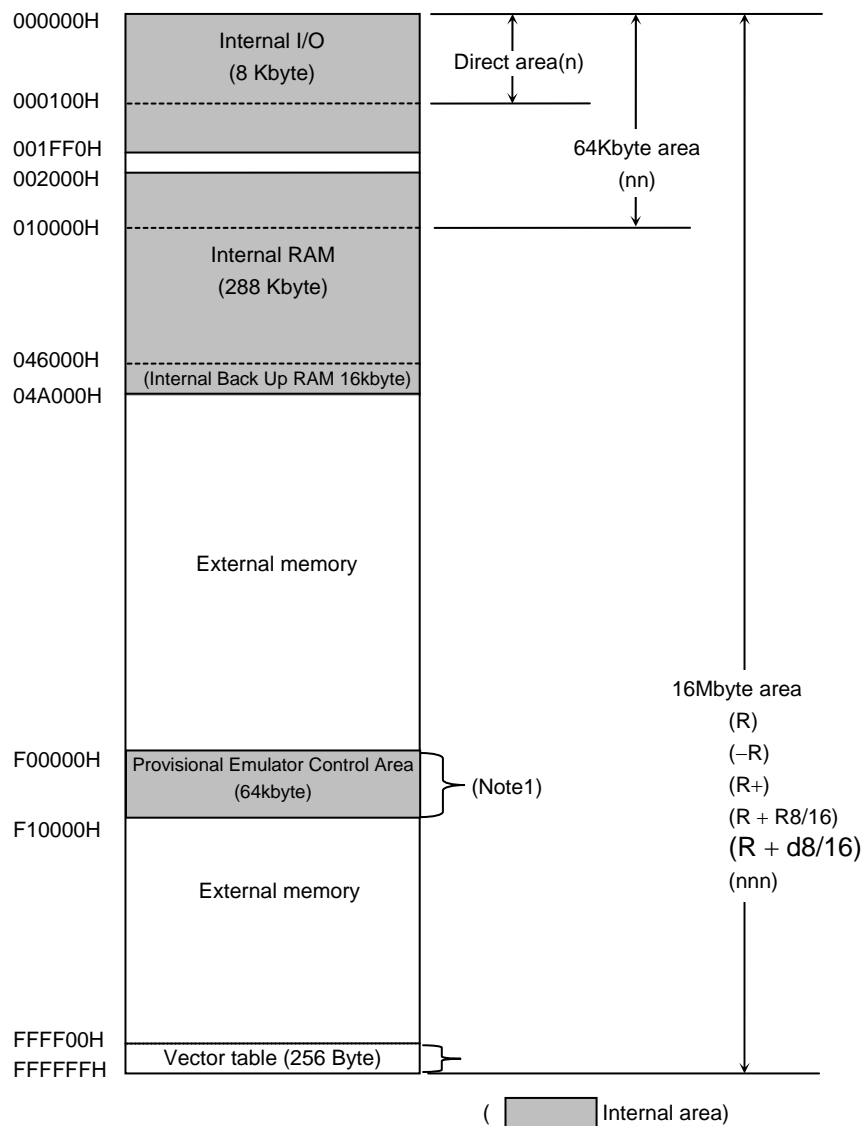 000000H
Internal I/O
(8 Kbyte)
Direct area(n)
000100H
001FF0H
64Kbyte area
(nn)
002000H
010000H
Internal RAM
(288 Kbyte)
046000H
(Internal Back Up RAM 16kbyte)
04A000H
External memory
16Mbyte area
(R)
(−R)
(R+)
(R + R8/16)
(R + d8/16)
(nnn)
F00000H
Provisional Emulator Control Area
(64kbyte)
(Note1)
F10000H
External memory
FFFF00H
Vector table (256 Byte)
FFFFFFH
( Internal area)